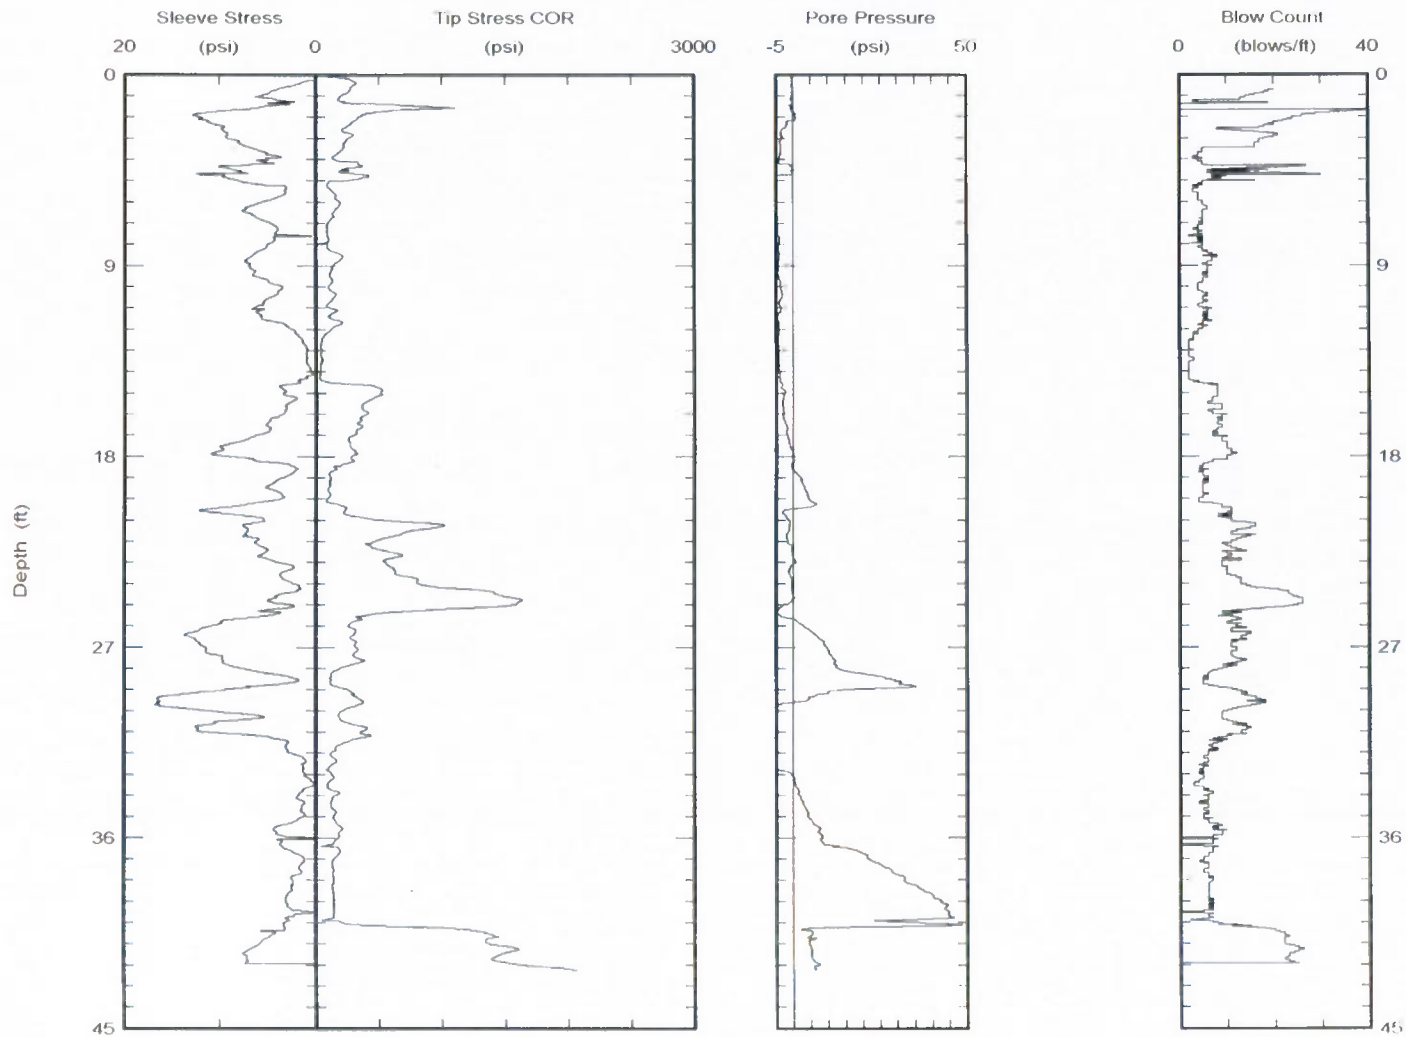 Sleeve Stress Tip Stress COR Pore Pressure Blow Count
20 (psi) 0 (psi) 3000 -5 (psi) 50 0 (blows/ft) 40
0 0
9 9
18 18
Depth (ft)
27 27
36 36
45 45